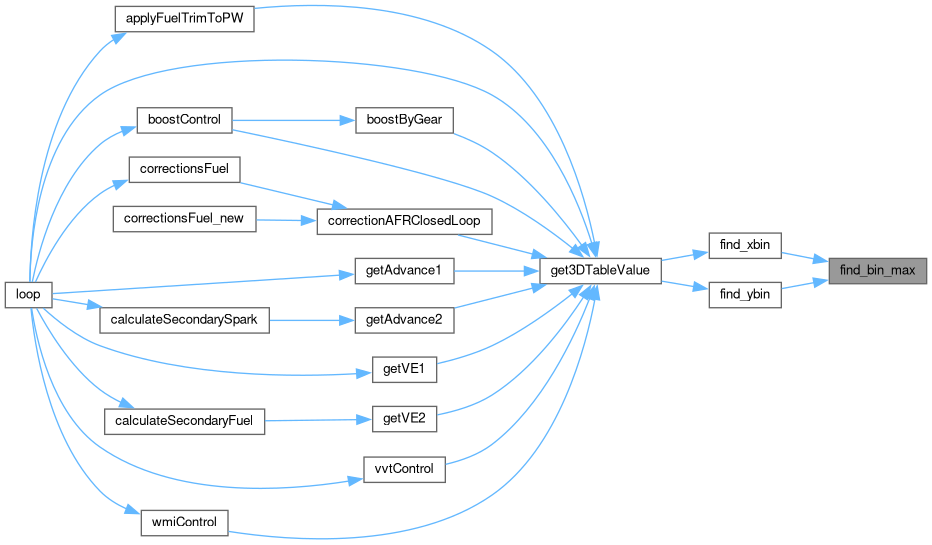 applyFuelTrimToPW
boostControl
boostByGear
correctionsFuel
correctionsFuel_new
correctionAFRClosedLoop
find_xbin
getAdvance1
get3DTableValue
find_bin_max
loop
find_ybin
calculateSecondarySpark
getAdvance2
getVE1
calculateSecondaryFuel
getVE2
vvtControl
wmiControl